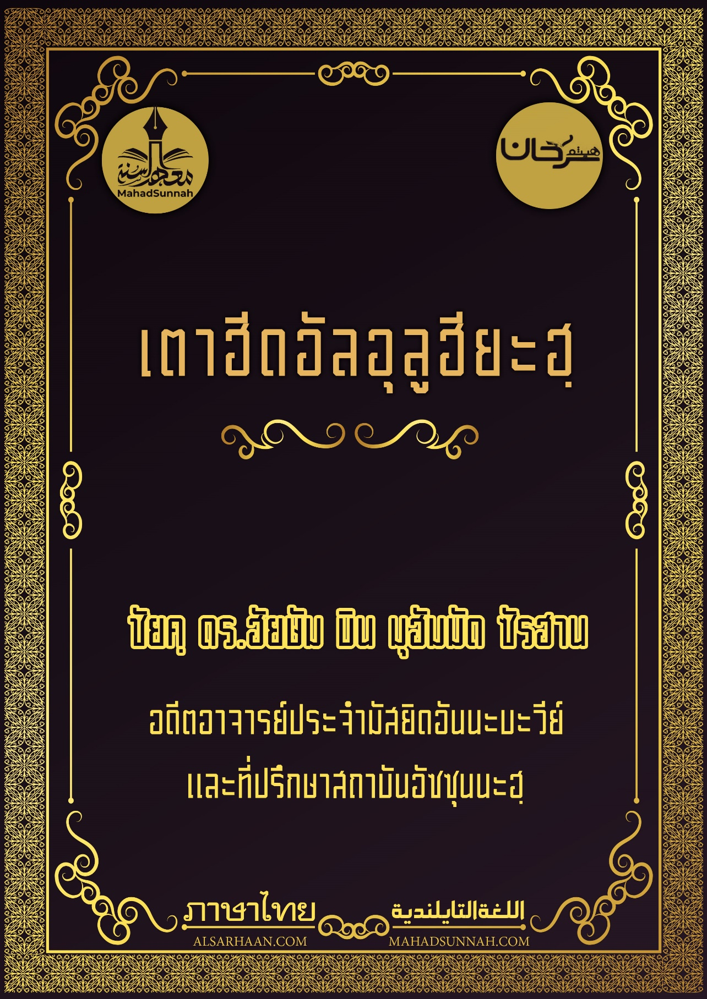 معهد السنة
MahadSunnah
هيثم سرحان
เตาฮีดอัลอุลูฮียะฮฺ
ชัยคฺ ดร.ฮัยษัม บิน มุฮัมมัด ซัรฮาน
อดีตอาจารย์ประจำมัสยิดอันนะบะวีย์
และที่ปรึกษาสถาบันอัซซุนนะฮฺ
ภาษาไทย
اللغة التايلندية
ALSARHAAN.COM
MAHADSUNNAH.COM